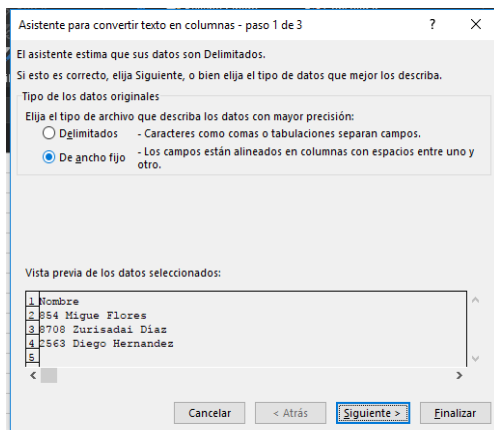 Asistente para convertir texto en columnas - paso 1 de 3 ? X
El asistente estima que sus datos son Delimitados.
Si esto es correcto, elija Siguiente, o bien elija el tipo de datos que mejor los describa.
Tipo de los datos originales
Elija el tipo de archivo que describa los datos con mayor precisión:
Delimitados - Caracteres como comas o tabulaciones separan campos.
De ancho fijo - Los campos están alineados en columnas con espacios entre uno y
otro.
Vista previa de los datos seleccionados:
1 Nombre
2 854 Migue Flores
3 8708 Zurisadai Díaz
4 2563 Diego Hernandez
5
Cancelar < Atrás Siguiente > Finalizar